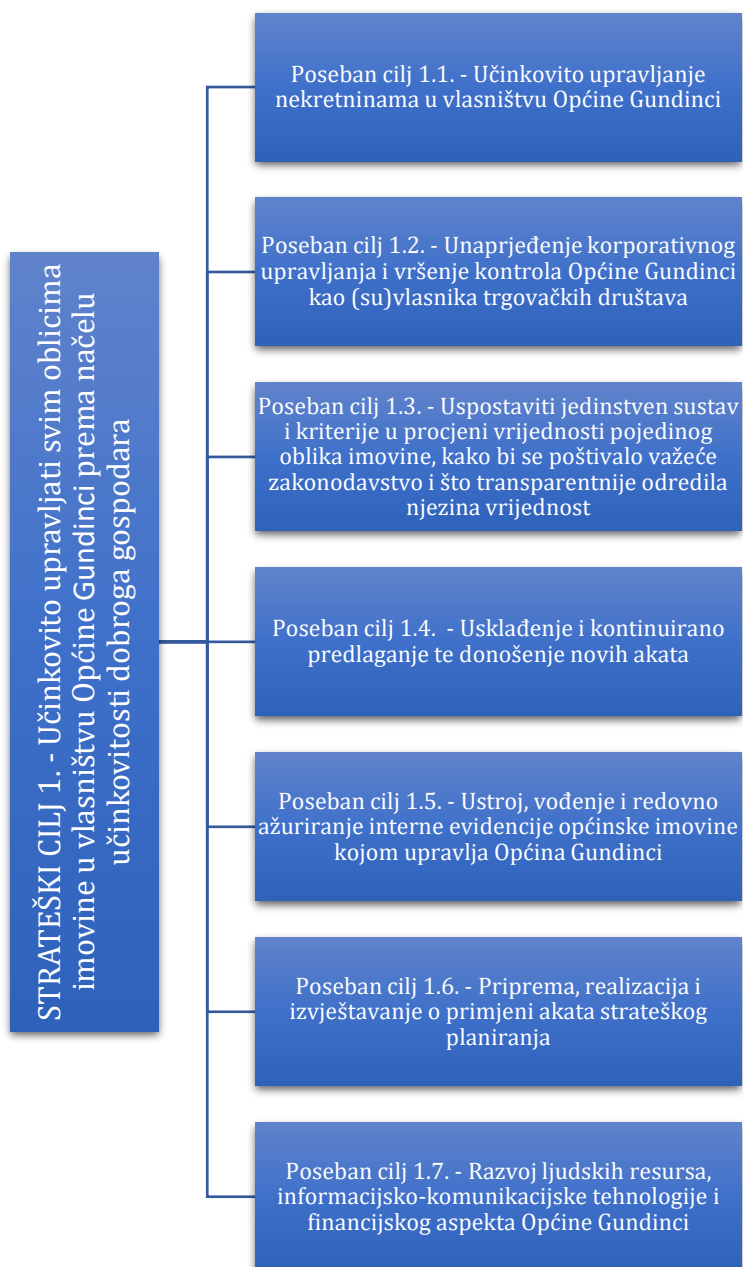 STRATEŠKI CILJ 1. - Učinkovito upravljati svim oblicima
imovine u vlasništvu Općine Gundinci prema načelu
učinkovitosti dobroga gospodara
Poseban cilj 1.1. - Učinkovito upravljanje
nekretninama u vlasništvu Općine Gundinci
Poseban cilj 1.2. - Unaprjeđenje korporativnog
upravljanja i vršenje kontrola Općine Gundinci
kao (su)vlasnika trgovačkih društava
Poseban cilj 1.3. - Uspostaviti jedinstven sustav
i kriterije u procjeni vrijednosti pojedinog
oblika imovine, kako bi se poštivalo važeće
zakonodavstvo i što transparentnije odredila
njezina vrijednost
Poseban cilj 1.4.  - Usklađenje i kontinuirano
predlaganje te donošenje novih akata
Poseban cilj 1.5. - Ustroj, vođenje i redovno
ažuriranje interne evidencije općinske imovine
kojom upravlja Općina Gundinci
Poseban cilj 1.6. - Priprema, realizacija i
izvještavanje o primjeni akata strateškog
planiranja
Poseban cilj 1.7. - Razvoj ljudskih resursa,
informacijsko-komunikacijske tehnologije i
financijskog aspekta Općine Gundinci